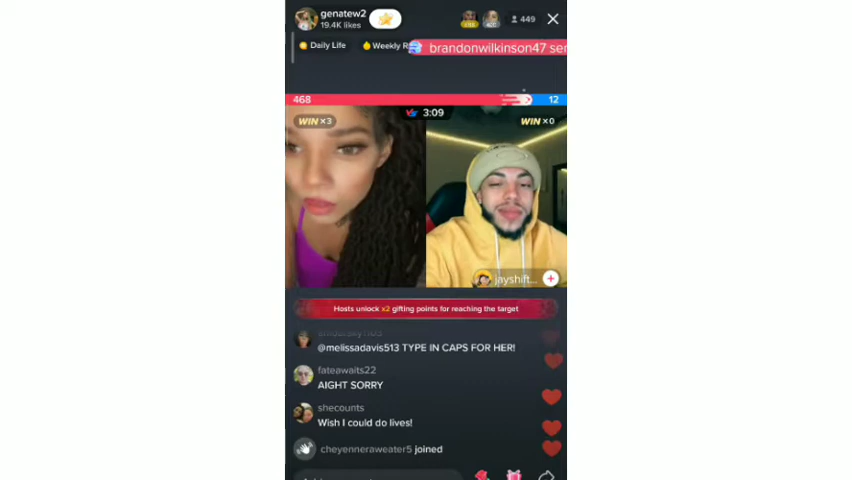 genatew2
19.4K likes
449
Daily Life
Weekly R
brandonwilkinson47 sen
468
12
3:09
WIN ×3
WIN ×0
jayshift...
Hosts unlock x2 gifting points for reaching the target
@melissadavis513 TYPE IN CAPS FOR HER!
fateawaits22
AIGHT SORRY
shecounts
Wish I could do lives!
cheyenneraweater5 joined